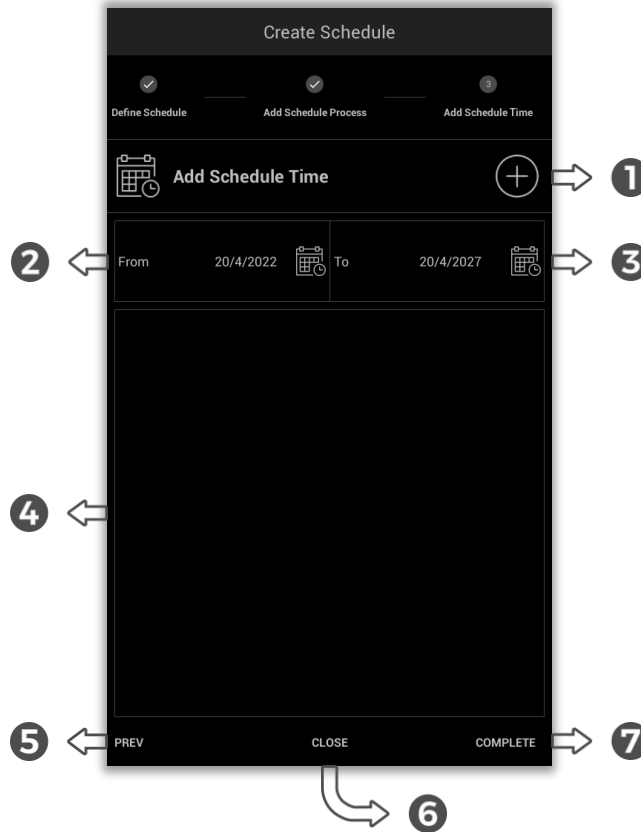 Create Schedule
3
Define Schedule Add Schedule Process Add Schedule Time
Add Schedule Time
1
2
From 20/4/2022 To 20/4/2027
3
4
5
PREV CLOSE COMPLETE
7
6